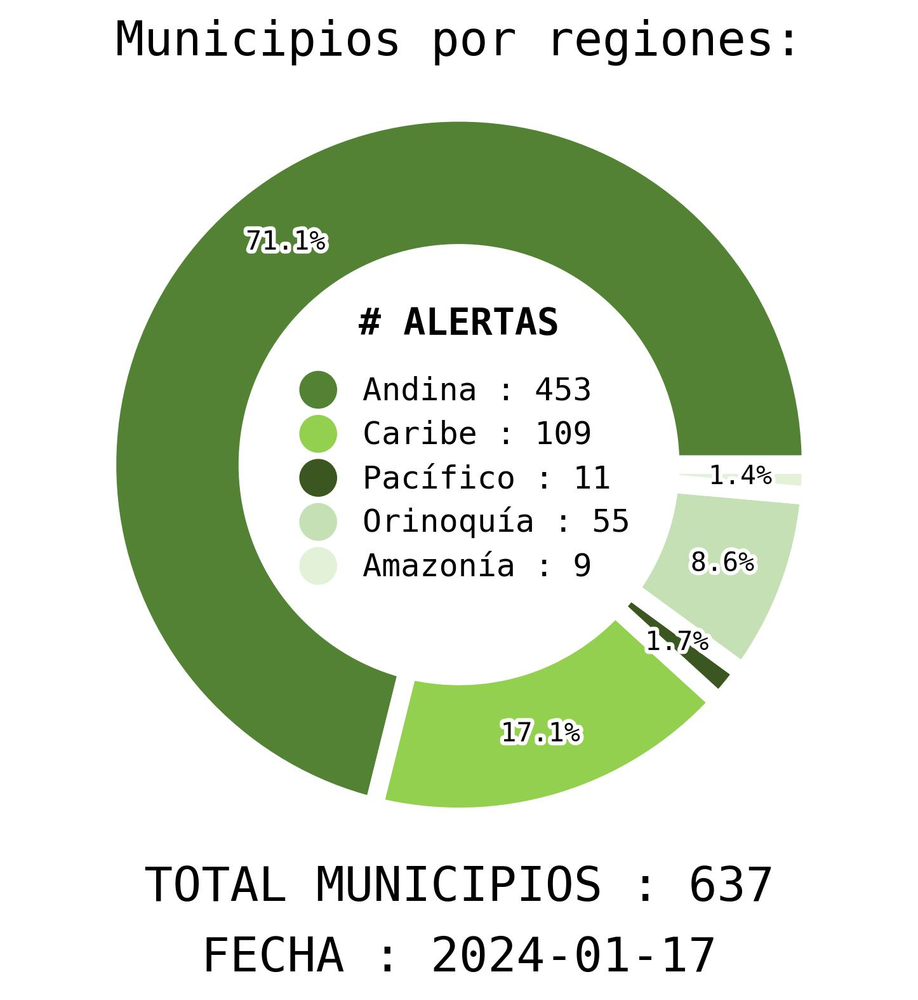 Municipios por regiones:
71.1%
# ALERTAS
Andina : 453
Caribe : 109
Pacífico : 11
Orinoquía : 55
Amazonía : 9
1.4%
8.6%
1.7%
17.1%
TOTAL MUNICIPIOS : 637
FECHA : 2024-01-17